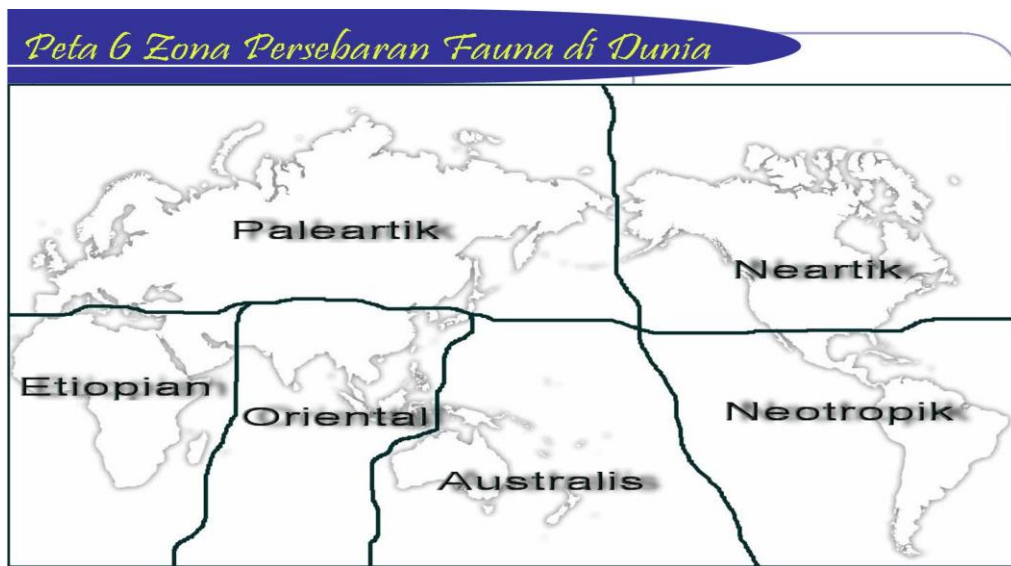 Peta 6 Zona Persebaran Fauna di Dunia
Paleartik
Neartik
Etiopian
Oriental
Neotropik
Australis